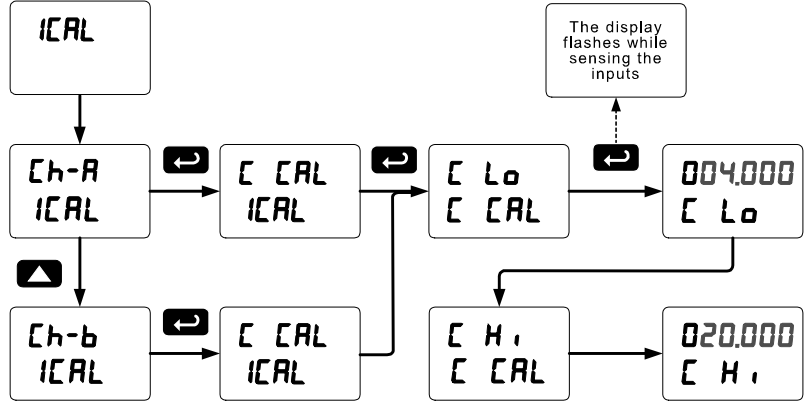 ICAL
The display
flashes while
sensing the
inputs
Ch-A
ICAL
C CAL
ICAL
C Lo
C CAL
004.000
C Lo
Ch-b
ICAL
C CAL
ICAL
C Hi
C CAL
020.000
C Hi